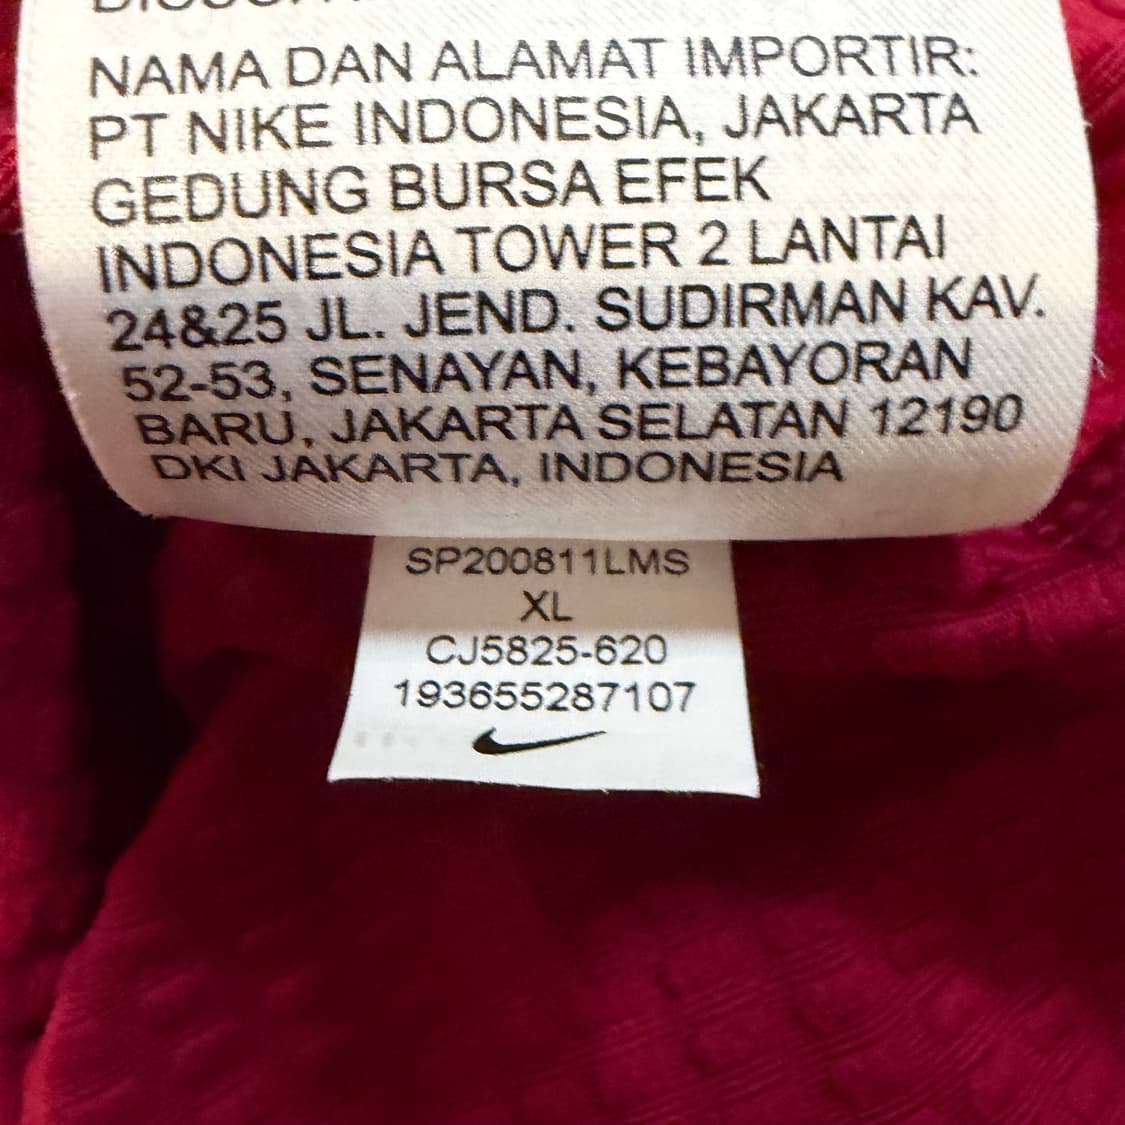 NAMA DAN ALAMAT IMPORTIR:
PT NIKE INDONESIA, JAKARTA
GEDUNG BURSA EFEK
INDONESIA TOWER 2 LANTAI
24&25 JL. JEND. SUDIRMAN KAV.
52-53, SENAYAN, KEBAYORAN
BARU, JAKARTA SELATAN 12190
DKI JAKARTA, INDONESIA
SP200811LMS
XL
CJ5825-620
193655287107